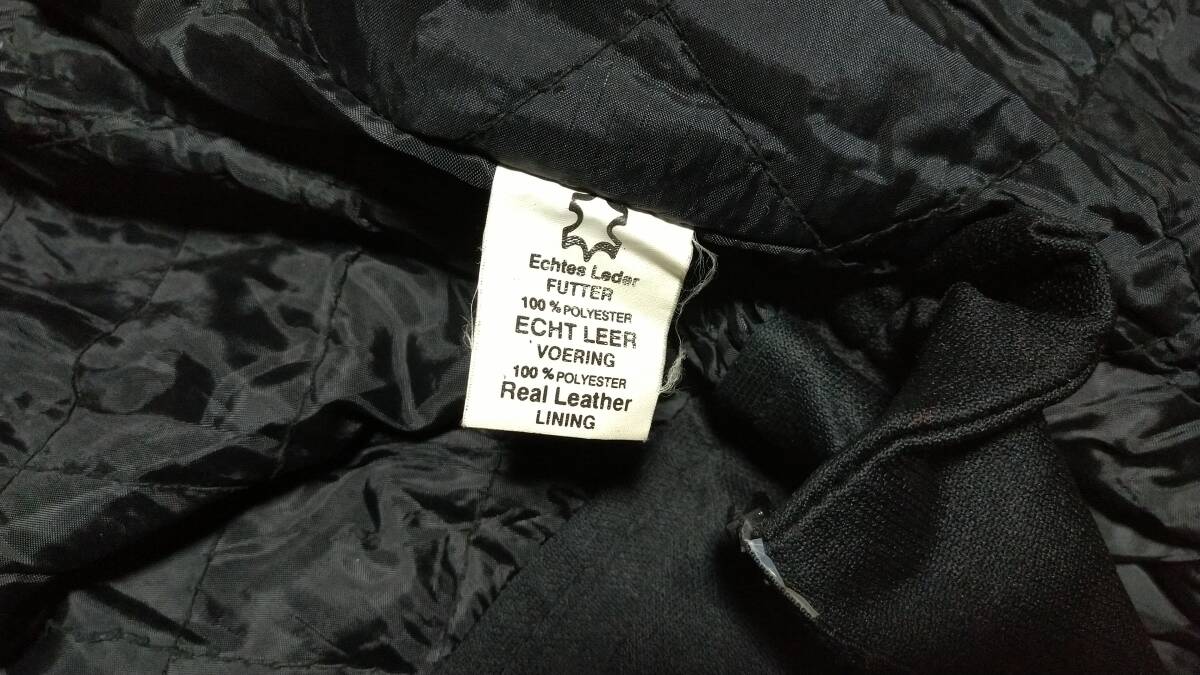 Echtes Leder
FUTTER
100 % POLYESTER
ECHT LEER
VOERING
100 % POLYESTER
Real Leather
LINING